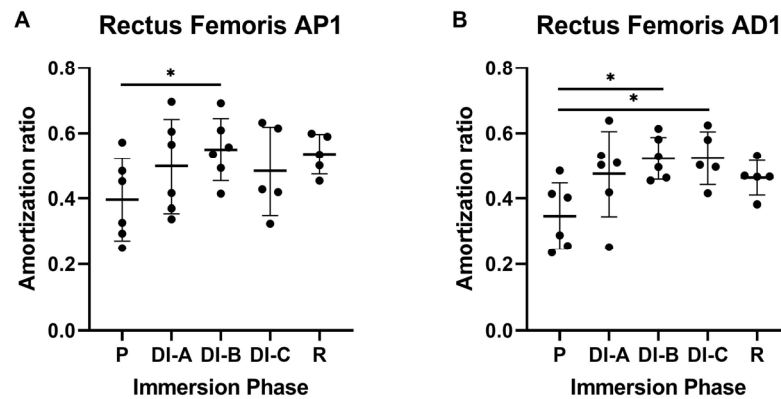 A
Rectus Femoris AP1
Amortization ratio
0.8
0.6
0.4
0.2
0.0
*
P DI-A DI-B DI-C R
Immersion Phase
B
Rectus Femoris AD1
Amortization ratio
0.8
0.6
0.4
0.2
0.0
*
*
P DI-A DI-B DI-C R
Immersion Phase